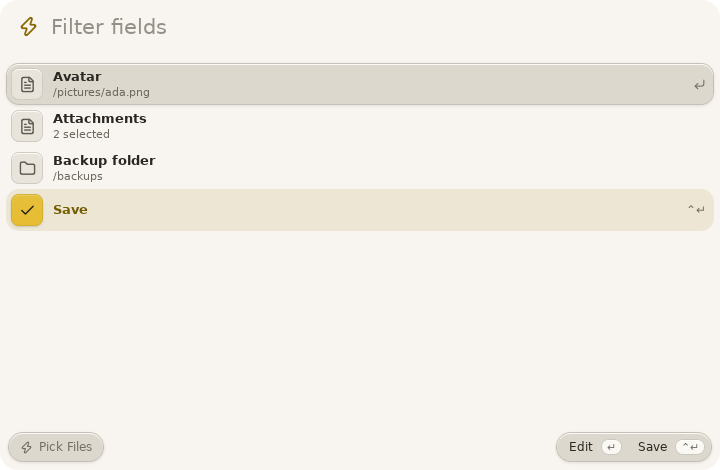 Filter fields
Avatar
/pictures/ada.png
↵
Attachments
2 selected
Backup folder
/backups
Save
⌃↵
Pick Files
Edit ↵ Save ⌃↵